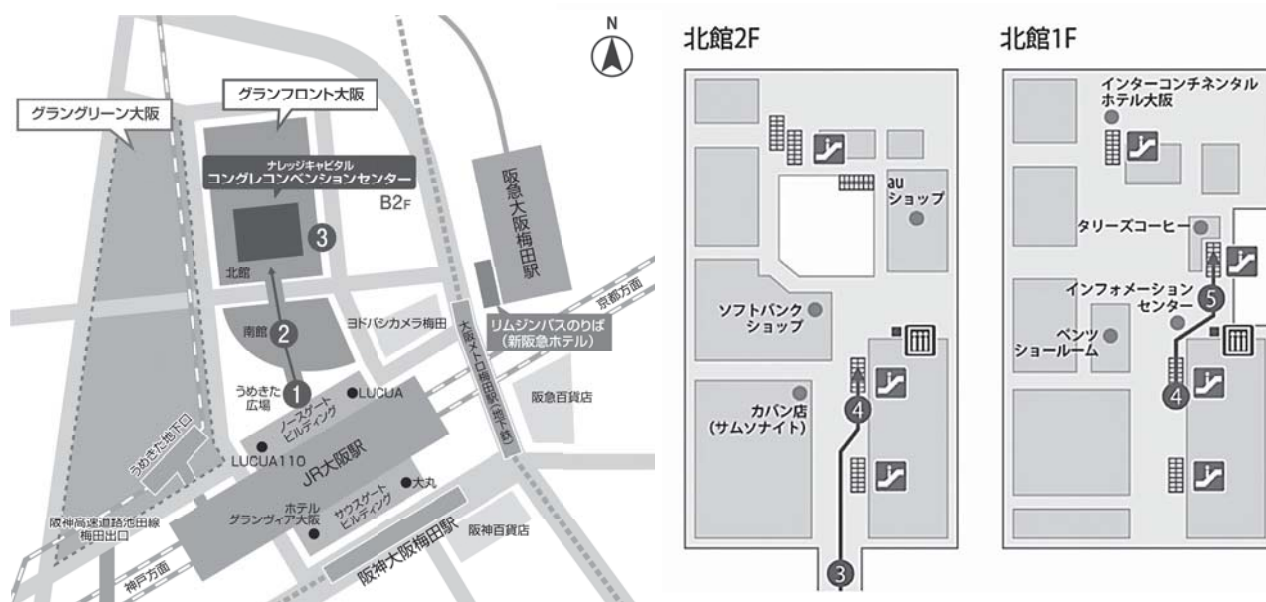 N
グラングリーン大阪
グランフロント大阪
ナレッジキャピタル
コングレコンベンションセンター
B2F
3
北館
2
南館
ヨドバシカメラ梅田
阪急大阪梅田駅
京都方面
リムジンバスのりば
(新阪急ホテル)
大阪メトロ梅田駅(地下鉄)
1
うめきた
広場
LUCUA
ノースゲート
ビルディング
阪急百貨店
うめきた地下口
LUCUA110
JR大阪駅
大丸
ホテル
グランヴィア大阪
サウスゲート
ビルディング
阪神高速道路池田線
梅田出口
阪神百貨店
阪神大阪梅田駅
神戸方面
北館2F
au
ショップ
ソフトバンク
ショップ
4
カバン店
(サムソナイト)
3
北館1F
インターコンチネンタル
ホテル大阪
タリーズコーヒー
インフォメーション
センター
5
ベンツ
ショールーム
4